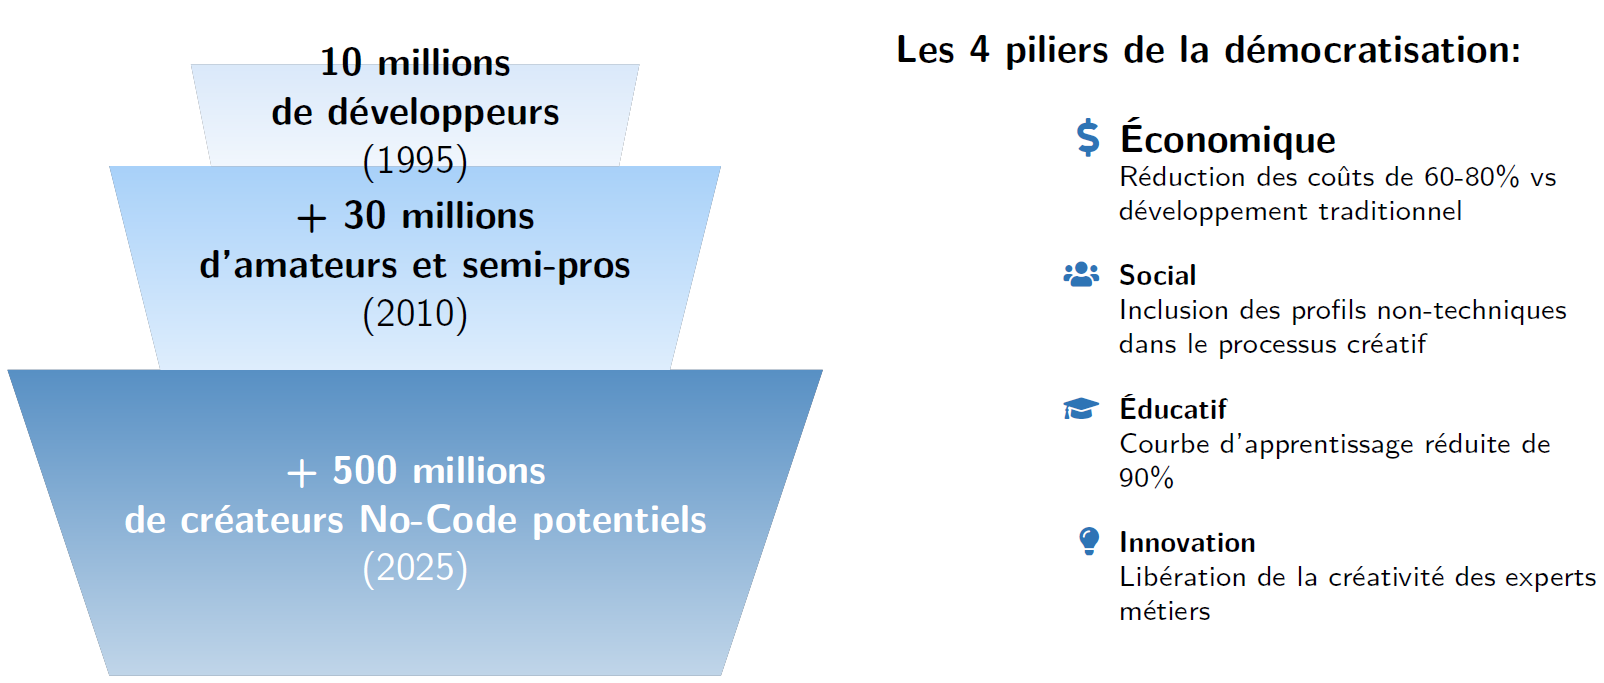 10 millions
de développeurs
(1995)
+ 30 millions
d'amateurs et semi-pros
(2010)
+ 500 millions
de créateurs No-Code potentiels
(2025)
Les 4 piliers de la démocratisation:
Économique
Réduction des coûts de 60-80% vs
développement traditionnel
Social
Inclusion des profils non-techniques
dans le processus créatif
Éducatif
Courbe d'apprentissage réduite de
90%
Innovation
Libération de la créativité des experts
métiers